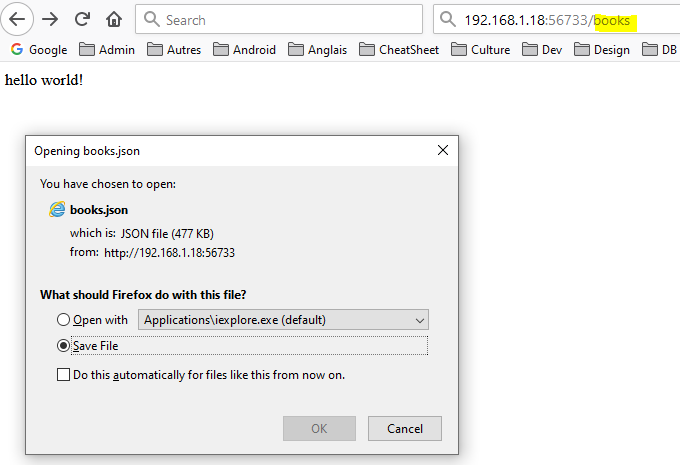 Search
192.168.1.18:56733/books
Google Admin Autres Android Anglais CheatSheet Culture Dev Design DB
hello world!
Opening books.json
You have chosen to open:
books.json
which is: JSON file (477 KB)
from: http://192.168.1.18:56733
What should Firefox do with this file?
Open with Applications\iexplore.exe (default)
Save File
Do this automatically for files like this from now on.
OK Cancel